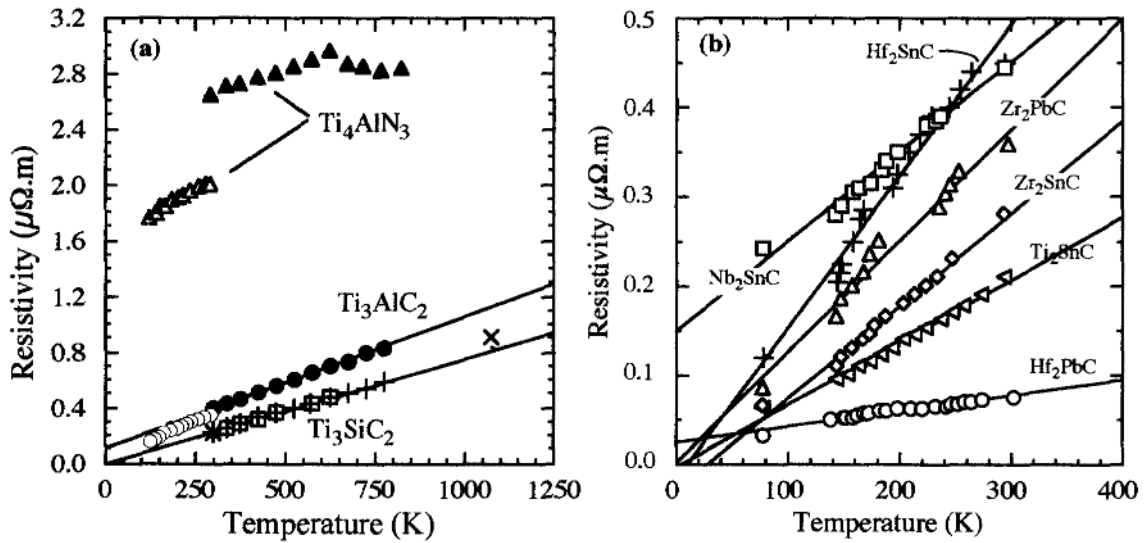 (a)
Resistivity (μΩ.m)
3.2
2.8
2.4
2.0
1.6
1.2
0.8
0.4
0.0
Ti₄AlN₃
Ti₃AlC₂
Ti₃SiC₂
0 250 500 750 1000 1250
Temperature (K)
(b)
Resistivity (μΩ.m)
0.5
0.4
0.3
0.2
0.1
0.0
Hf₂SnC
Zr₂PbC
Zr₂SnC
Ti₂SnC
Nb₂SnC
Hf₂PbC
0 100 200 300 400
Temperature (K)